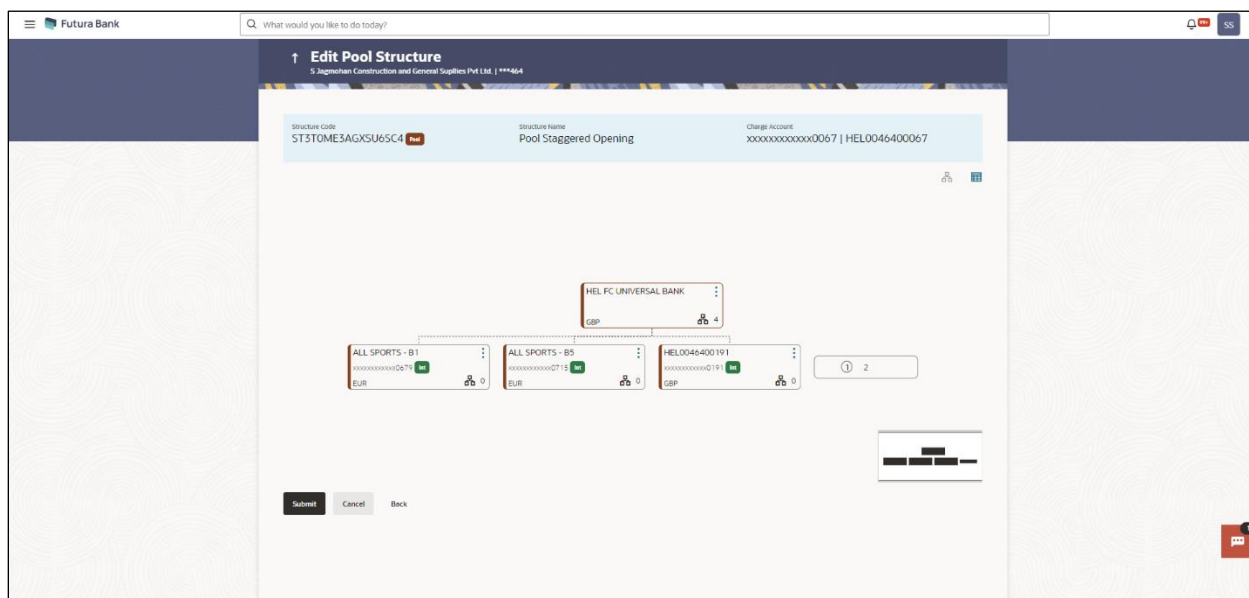 Futura Bank
What would you like to do today?
SS
↑ Edit Pool Structure
S Jagmohan Construction and General Supllies Pvt Ltd. | ***464
Structure Code
ST3T0ME3AGXSU6SC4 Pool
Structure Name
Pool Staggered Opening
Charge Account
xxxxxxxxxxxx0067 | HEL0046400067
HEL FC UNIVERSAL BANK
GBP
4
ALL SPORTS - B1
xxxxxxxxxxxx0679 Int
EUR
0
ALL SPORTS - B5
xxxxxxxxxxxx0715 Int
EUR
0
HEL0046400191
xxxxxxxxxxxx0191 Int
GBP
0
1 2
Submit
Cancel
Back